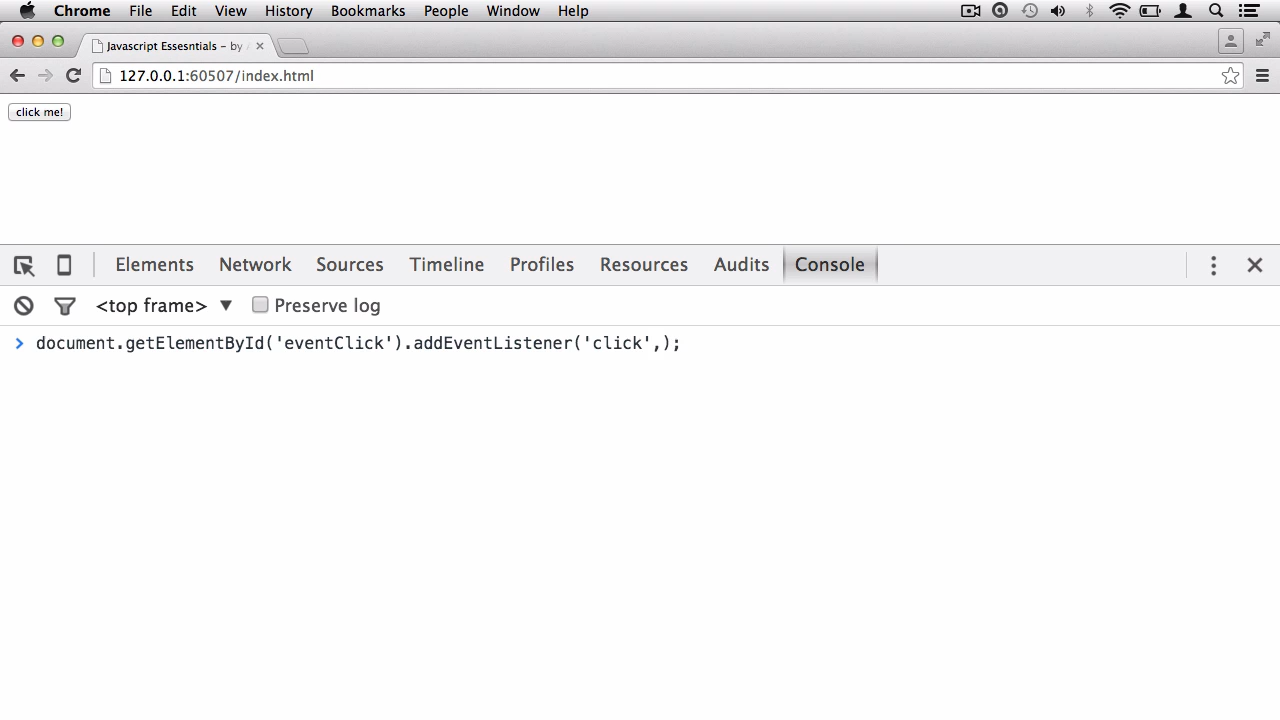 Chrome File Edit View History Bookmarks People Window Help
Javascript Essesntials – by
127.0.0.1:60507/index.html
click me!
Elements Network Sources Timeline Profiles Resources Audits Console
<top frame> Preserve log
document.getElementById('eventClick').addEventListener('click',);